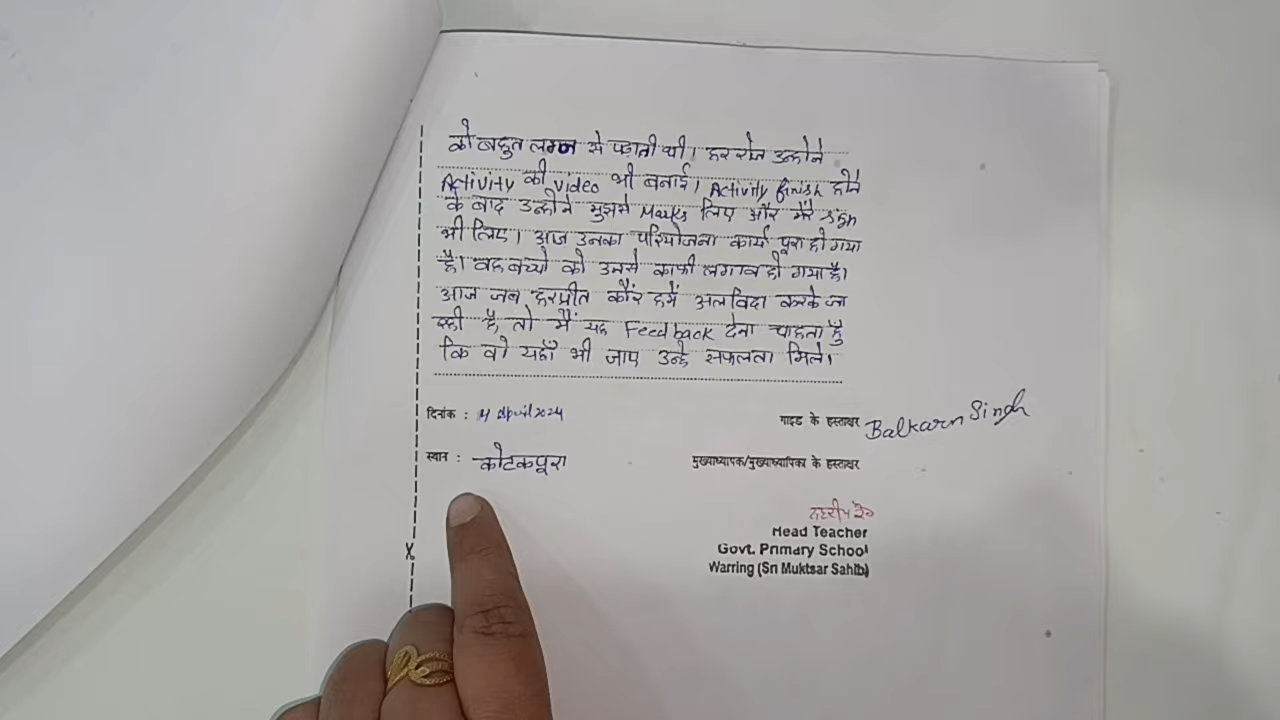 को बहुत लगन से पढ़ाती थी। हर रोज उन्होंने
Activity की video भी बनाई। Activity finish होने
के बाद उन्होंने मुझसे Marks लिए और मेरे sign
भी लिए। आज उनका परियोजना कार्य पूरा हो गया
है। वह बच्चो को उनसे काफी लगाव हो गया है।
आज जब हरप्रीत कौर हमें अलविदा करके जा
रही है, तो मैं यह Feedback देना चाहता हूँ
कि वो यहाँ भी जाए उन्हे सफलता मिले।
दिनांक : April 2024
गाइड के हस्ताक्षर Balkarn Singh
स्थान : कोटकपूरा
मुख्याध्यापक/मुख्याध्यापिका के हस्ताक्षर
Head Teacher
Govt. Primary School
Warring (Sri Muktsar Sahib)